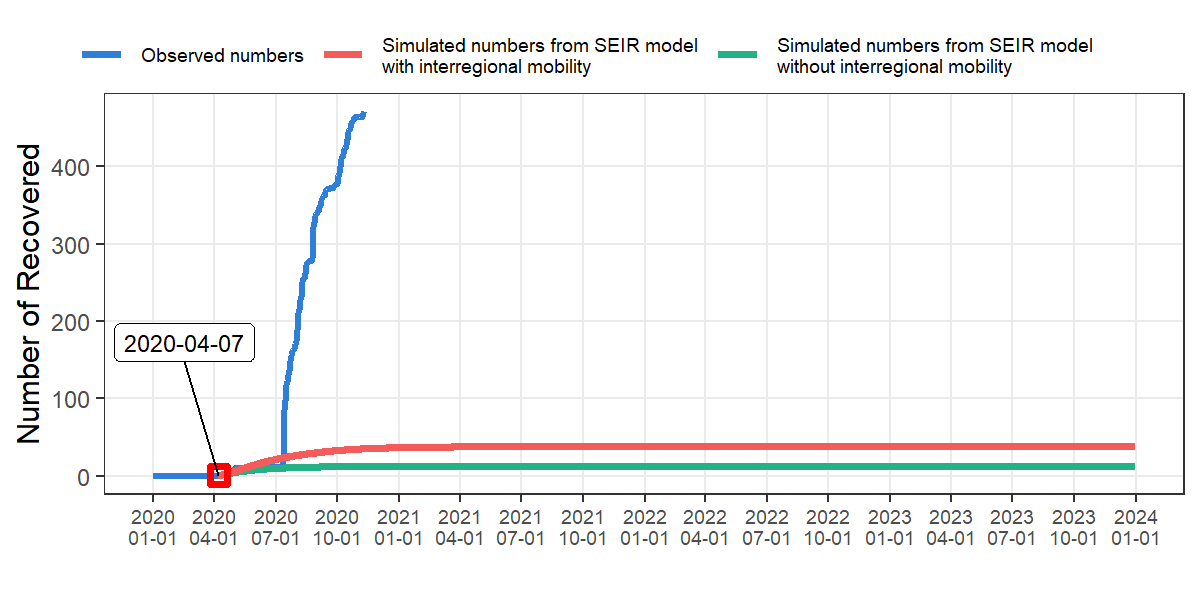 Observed numbers
Simulated numbers from SEIR model
with interregional mobility
Simulated numbers from SEIR model
without interregional mobility
Number of Recovered
400
300
200
100
0
2020-04-07
2020 2020 2020 2020 2021 2021 2021 2021 2022 2022 2022 2022 2023 2023 2023 2023 2024
01-01 04-01 07-01 10-01 01-01 04-01 07-01 10-01 01-01 04-01 07-01 10-01 01-01 04-01 07-01 10-01 01-01